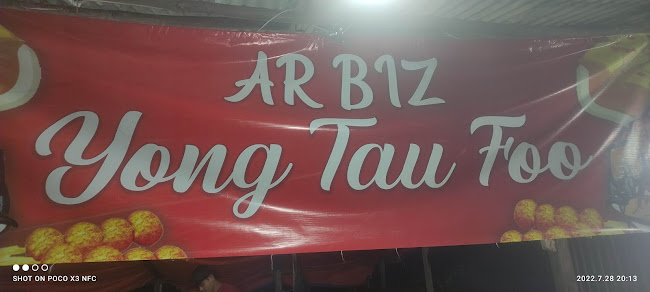 AR BIZ
Yong Tau Foo
SHOT ON POCO X3 NFC
2022.7.28 20:13